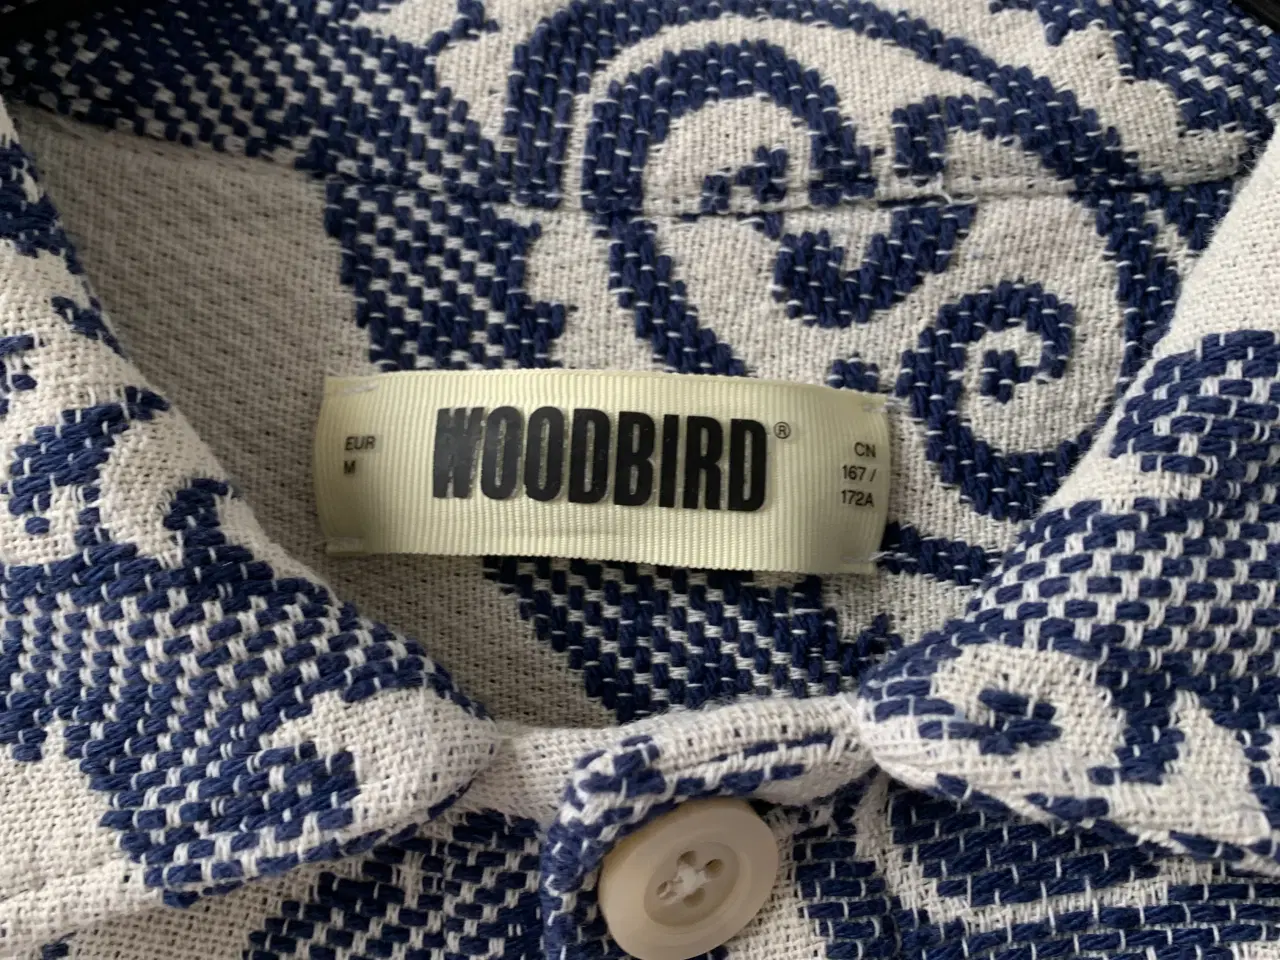 EUR
M
WOODBIRD®
CN
167 /
172A